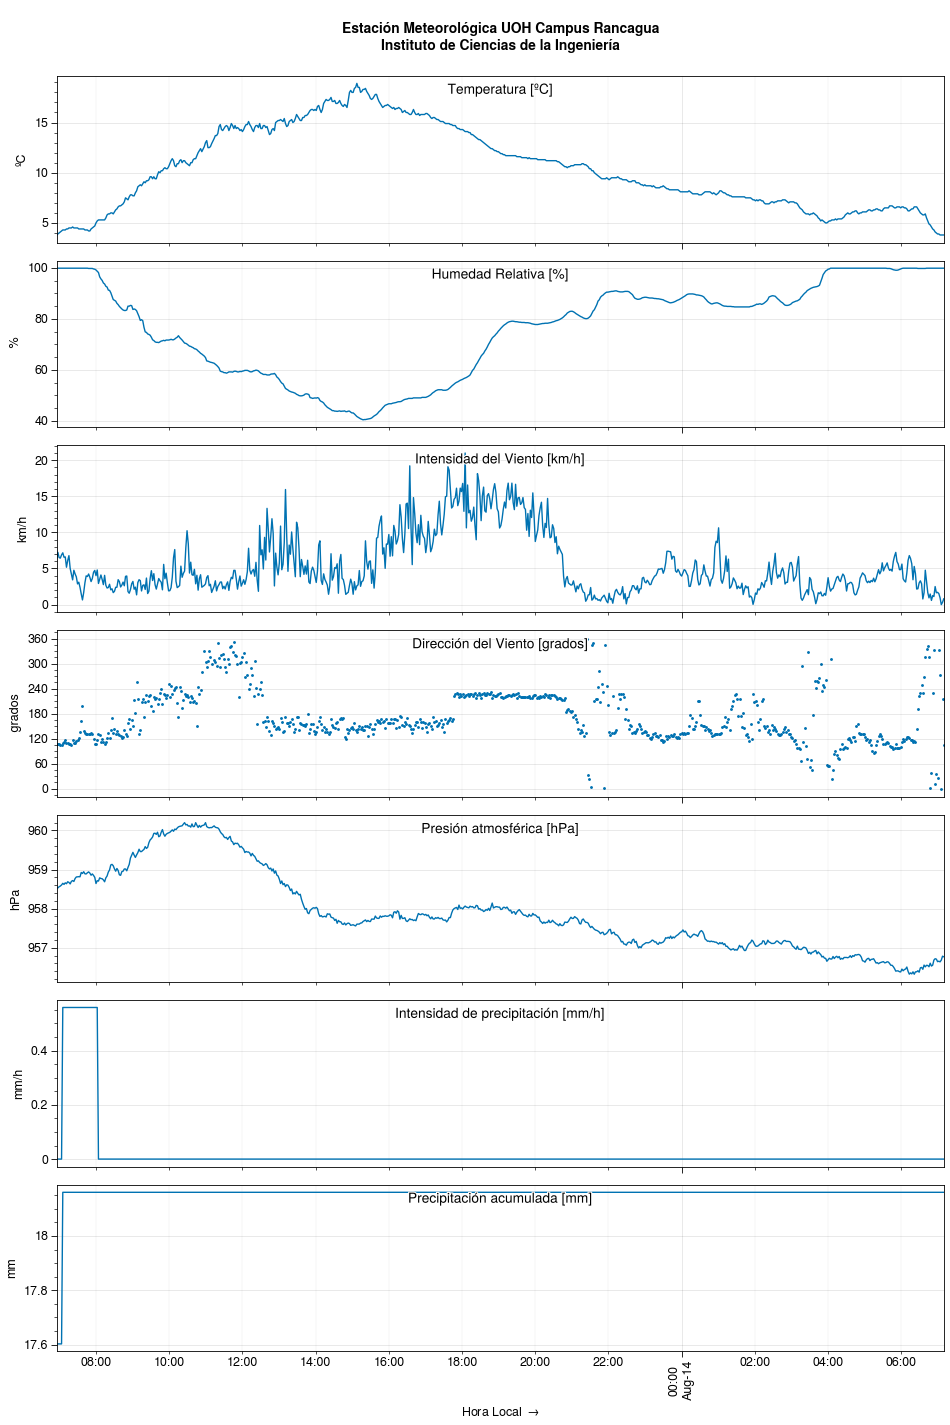 Estación Meteorológica UOH Campus Rancagua
Instituto de Ciencias de la Ingeniería
Temperatura [ºC]
ºC
15
10
5
Humedad Relativa [%]
%
100
80
60
40
Intensidad del Viento [km/h]
km/h
20
15
10
5
0
Dirección del Viento [grados]
grados
360
300
240
180
120
60
0
Presión atmosférica [hPa]
hPa
960
959
958
957
Intensidad de precipitación [mm/h]
mm/h
0.4
0.2
0
Precipitación acumulada [mm]
mm
18
17.8
17.6
08:00 10:00 12:00 14:00 16:00 18:00 20:00 22:00 00:00 02:00 04:00 06:00
Aug-14
Hora Local →